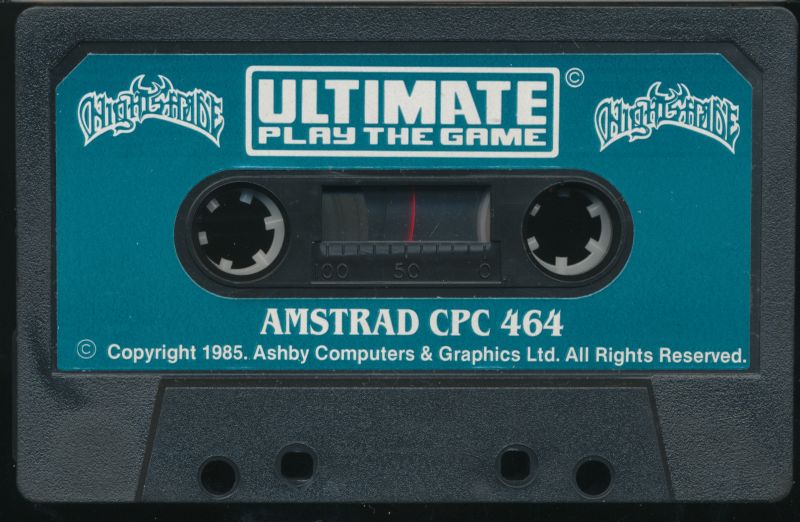 NIGHTSHADE
ULTIMATE ©
PLAY THE GAME
NIGHTSHADE
100 50 0
AMSTRAD CPC 464
© Copyright 1985. Ashby Computers & Graphics Ltd. All Rights Reserved.